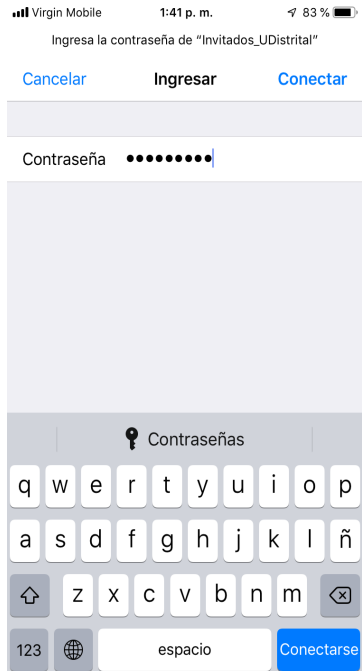 Virgin Mobile 1:41 p. m. 83 %
Ingresa la contraseña de “Invitados_UDistrital”
Cancelar Ingresar Conectar
Contraseña •••••••••
Contraseñas
q w e r t y u i o p
a s d f g h j k l ñ
z x c v b n m
123 espacio Conectarse